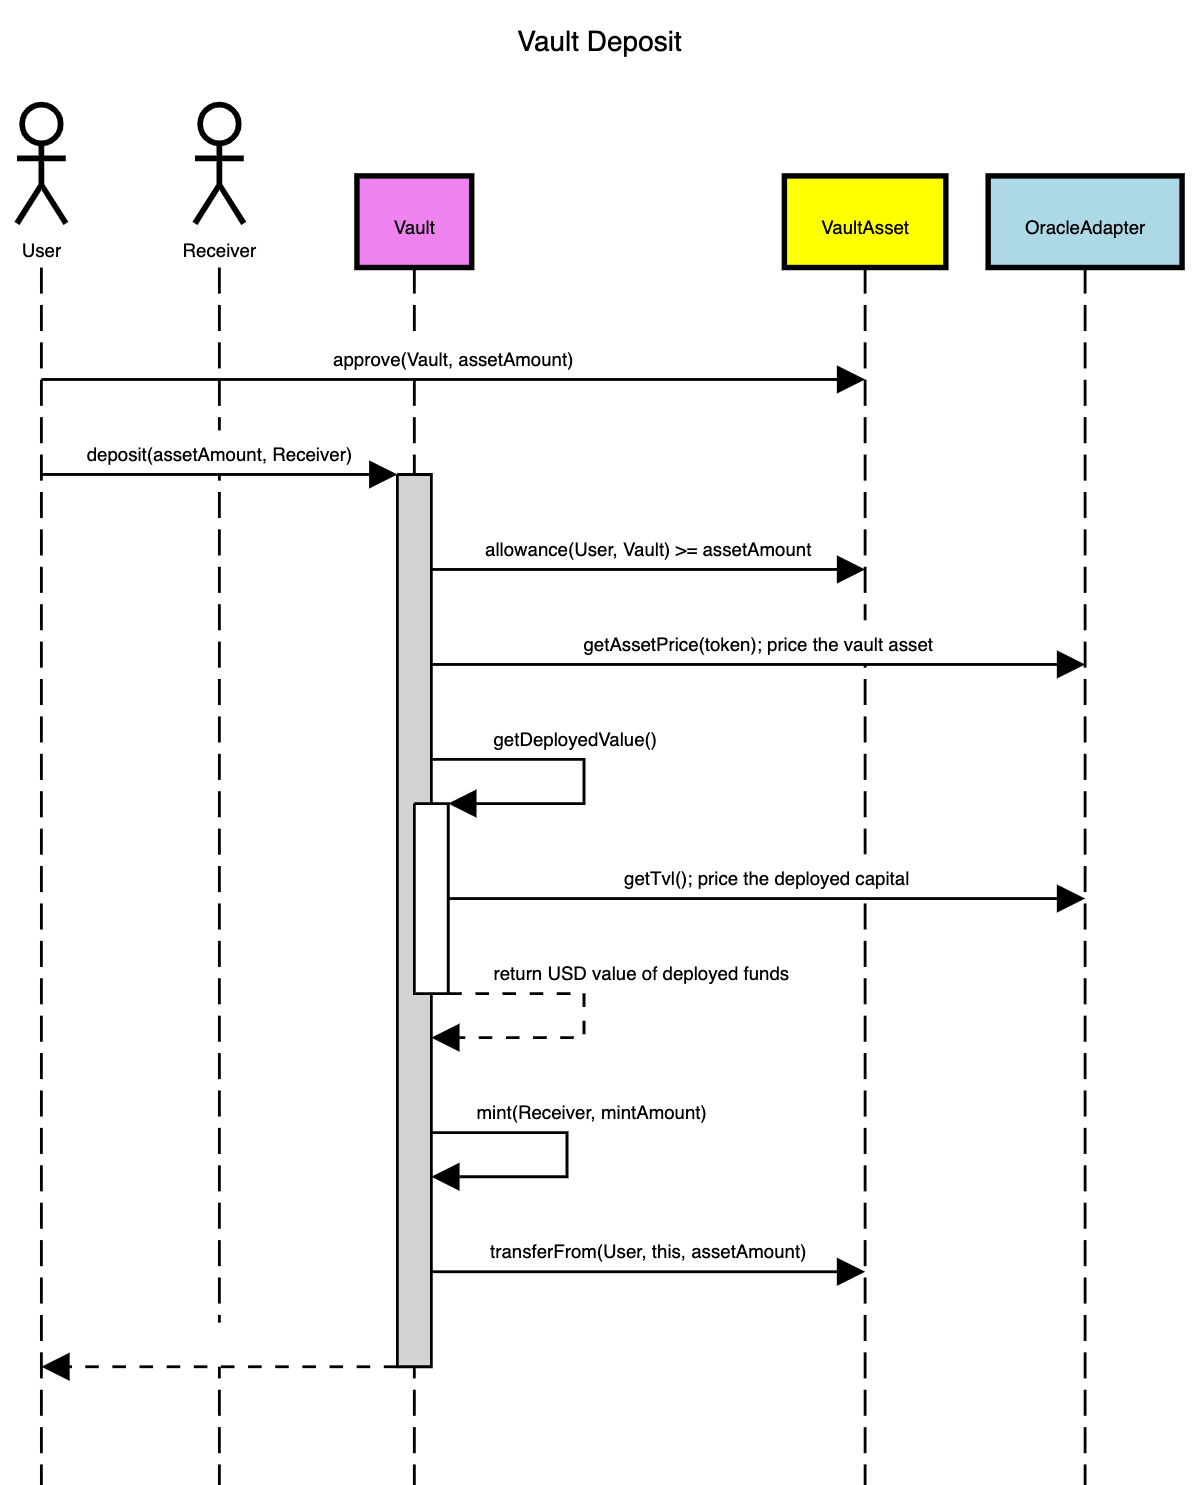 Vault Deposit
User
Receiver
Vault
VaultAsset
OracleAdapter
approve(Vault, assetAmount)
deposit(assetAmount, Receiver)
allowance(User, Vault) >= assetAmount
getAssetPrice(token); price the vault asset
getDeployedValue()
getTvl(); price the deployed capital
return USD value of deployed funds
mint(Receiver, mintAmount)
transferFrom(User, this, assetAmount)